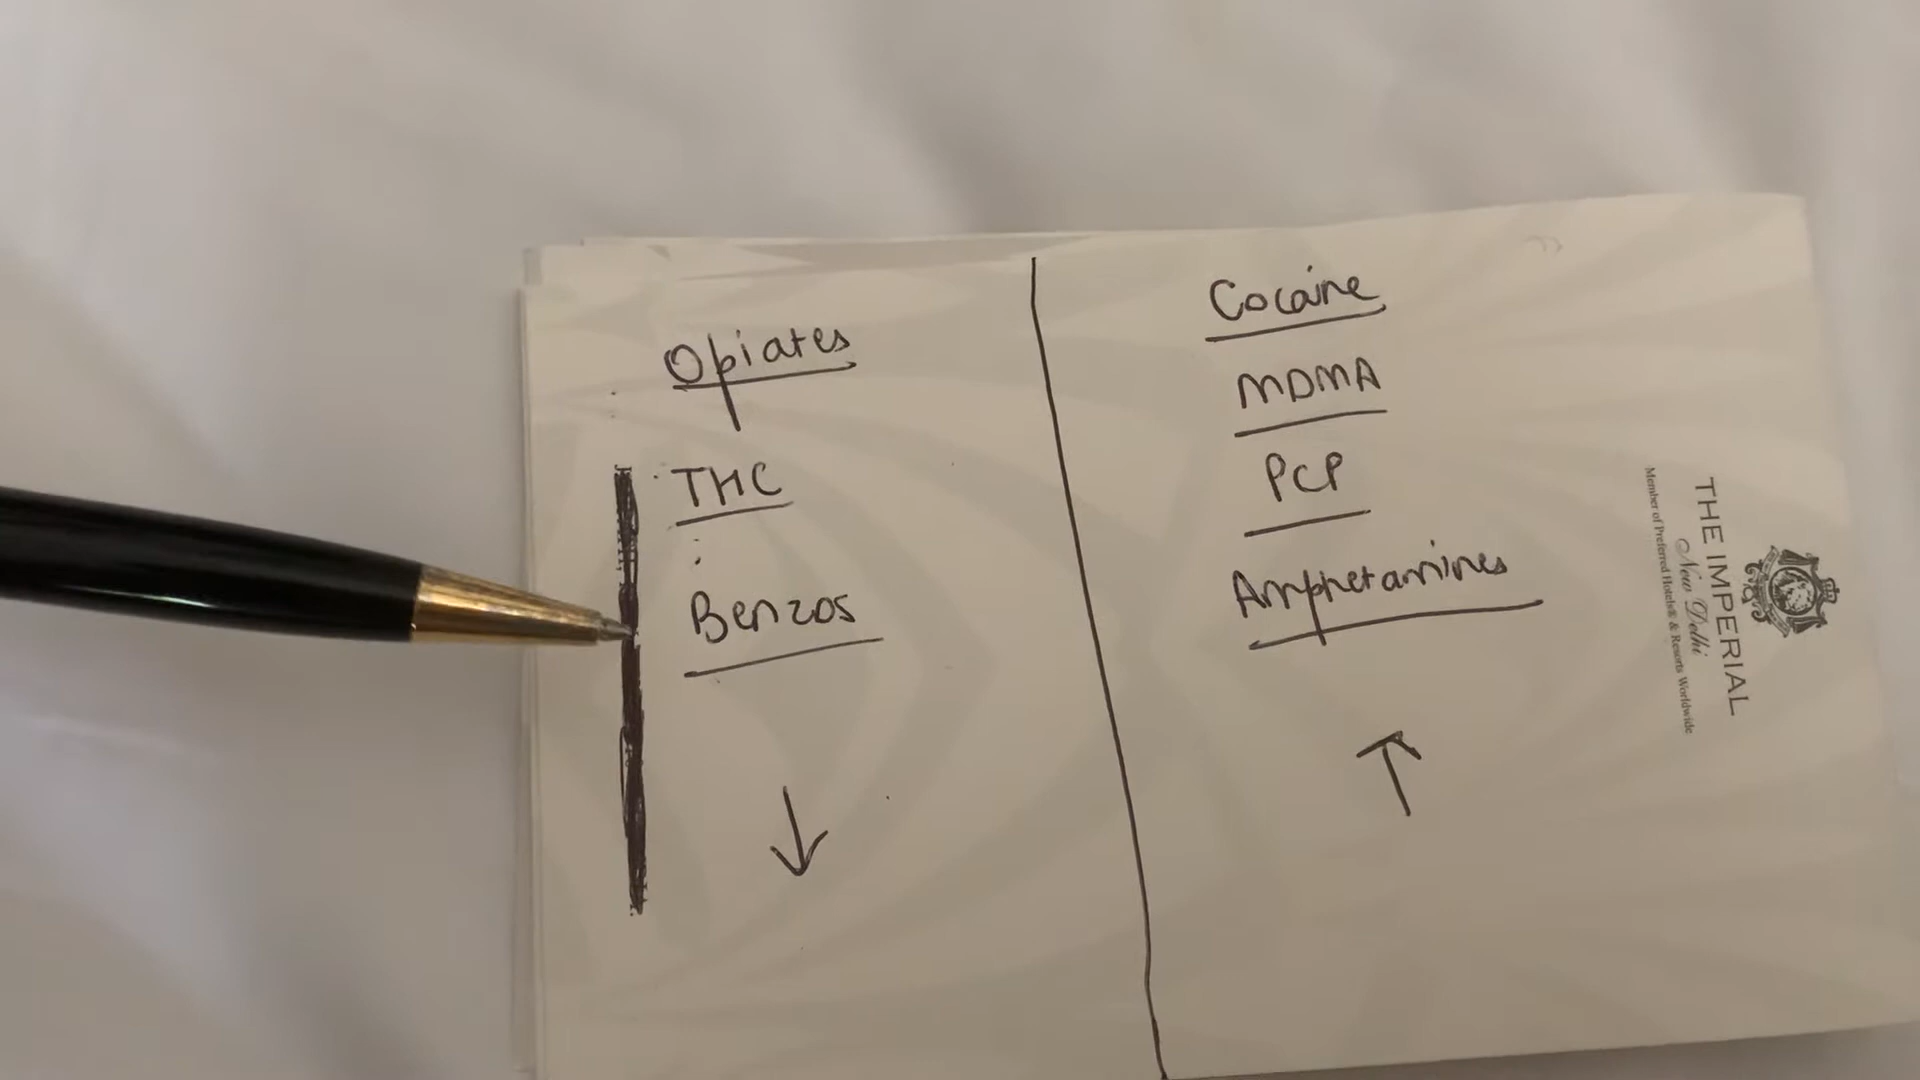 Opiates
THC
Benzos
↓
Cocaine
MDMA
PCP
Amphetamines
↑
THE IMPERIAL
New Delhi
Member of Preferred Hotels® & Resorts Worldwide